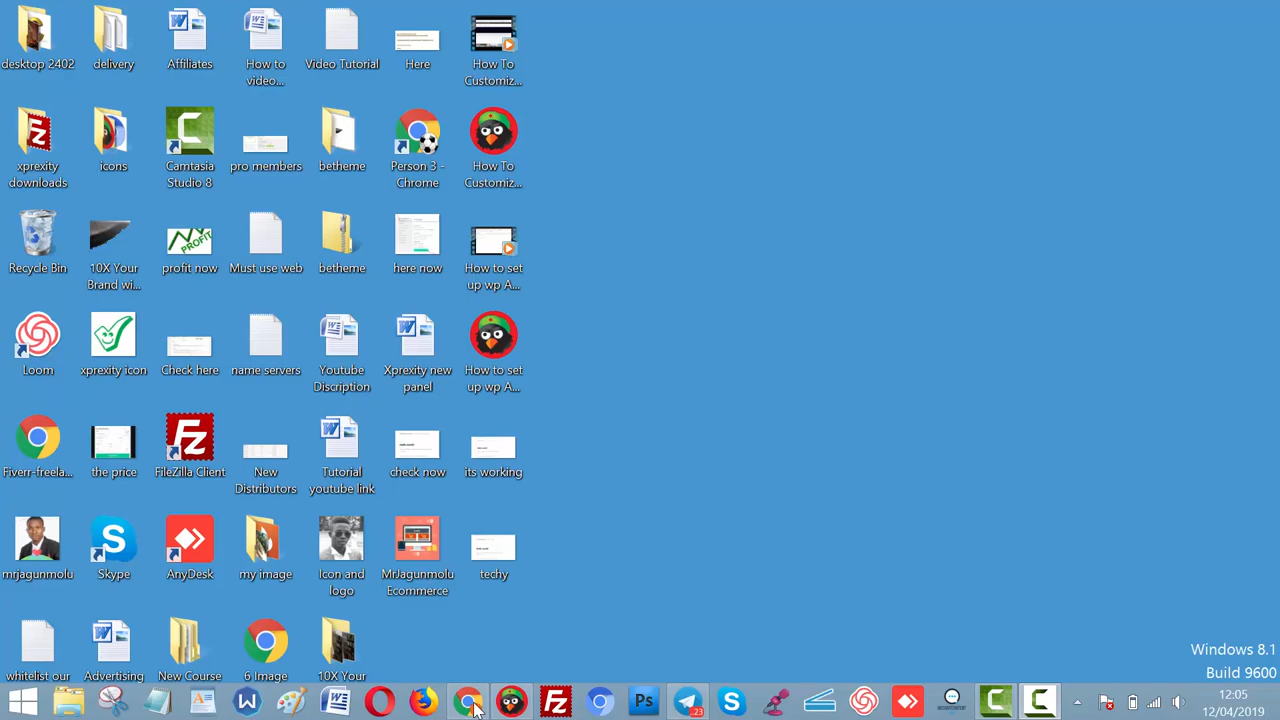 desktop 2402
delivery
Affiliates
How to
video...
Video Tutorial
Here
How To
Customiz...
xprexity
downloads
icons
Camtasia
Studio 8
pro members
betheme
Person 3 -
Chrome
How To
Customiz...
Recycle Bin
10X Your
Brand wi...
PROFIT
profit now
Must use web
betheme
here now
How to set
up wp A...
Loom
xprexity icon
Check here
name servers
Youtube
Discription
Xprexity new
panel
How to set
up wp A...
Fiverr-freela...
the price
FileZilla Client
New
Distributors
Tutorial
youtube link
check now
its working
mrjagunmolu
Skype
AnyDesk
my image
Icon and
logo
MrJagunmolu
Ecommerce
techy
whitelist our
Advertising
New Course
6 Image
10X Your
Windows 8.1
Build 9600
Ps
23
12:05
12/04/2019